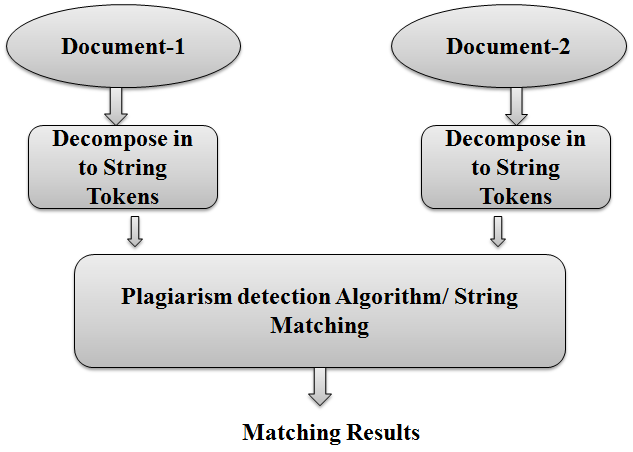 Document-1
Document-2
Decompose in
to String
Tokens
Decompose in
to String
Tokens
Plagiarism detection Algorithm/ String
Matching
Matching Results